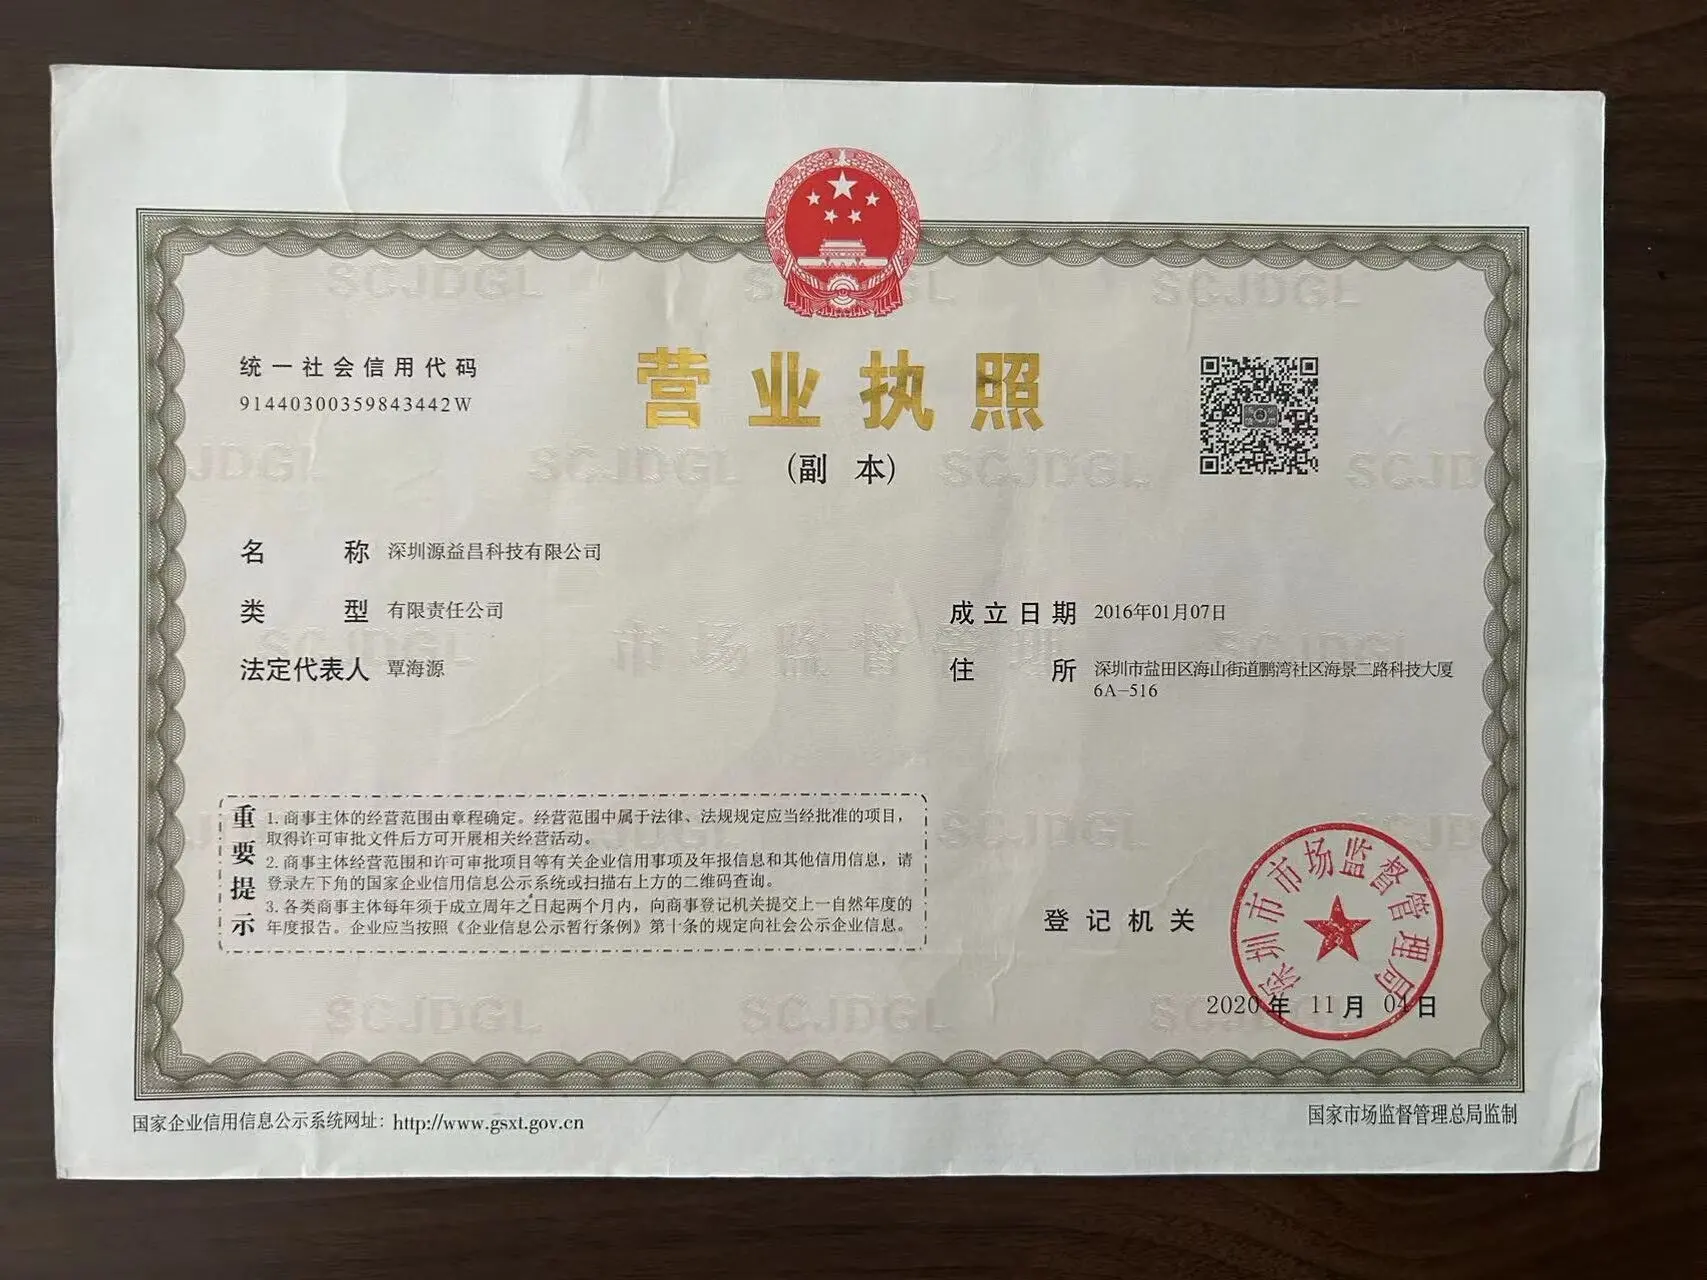 统一社会信用代码
91440300359843442W
营业执照
(副 本)
名 称 深圳源益昌科技有限公司
类 型 有限责任公司
成立日期 2016年01月07日
法定代表人 覃海源
住 所 深圳市盐田区海山街道鹏湾社区海景二路科技大厦
6A-516
重要提示
1. 商事主体的经营范围由章程确定。经营范围中属于法律、法规规定应当经批准的项目，
取得许可审批文件后方可开展相关经营活动。
2. 商事主体经营范围和许可审批项目等有关企业信用事项及年报信息和其他信用信息，请
登录左下角的国家企业信用信息公示系统或扫描右上方的二维码查询。
3. 各类商事主体每年须于成立周年之日起两个月内，向商事登记机关提交上一自然年度的
年度报告。企业应当按照《企业信息公示暂行条例》第十条的规定向社会公示企业信息。
登记机关
深圳市市场监督管理局
2020 年 11 月 04 日
国家企业信用信息公示系统网址：http://www.gsxt.gov.cn
国家市场监督管理总局监制